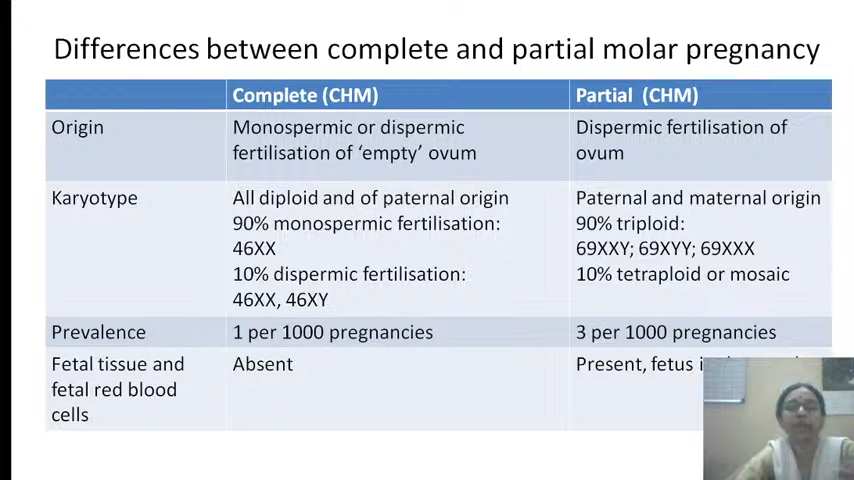 Differences between complete and partial molar pregnancy
Complete (CHM)
Partial (CHM)
Origin
Monospermic or dispermic
fertilisation of ‘empty’ ovum
Dispermic fertilisation of
ovum
Karyotype
All diploid and of paternal origin
90% monospermic fertilisation:
46XX
10% dispermic fertilisation:
46XX, 46XY
Paternal and maternal origin
90% triploid:
69XXY; 69XYY; 69XXX
10% tetraploid or mosaic
Prevalence
1 per 1000 pregnancies
3 per 1000 pregnancies
Fetal tissue and
fetal red blood
cells
Absent
Present, fetus